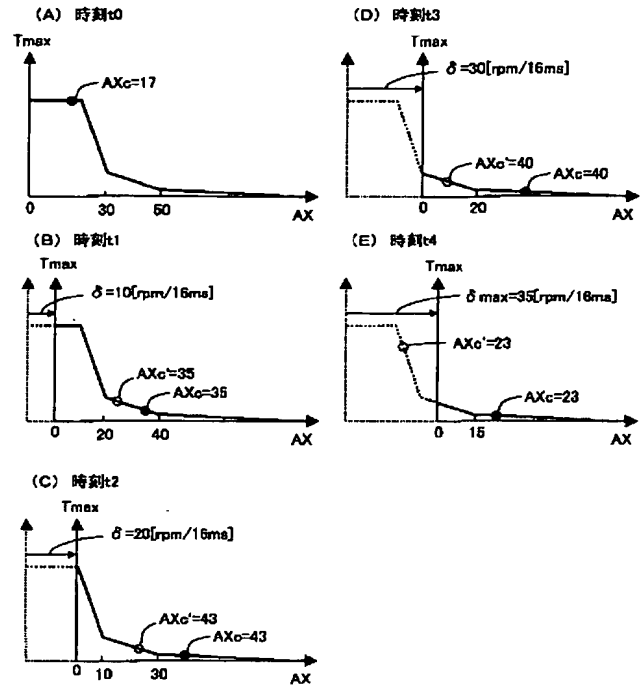 (A) 時刻t0
Tmax
AXc=17
0 30 50
AX
(B) 時刻t1
Tmax
δ=10[rpm/16ms]
AXc'=35
AXc=35
0 20 40
AX
(C) 時刻t2
Tmax
δ=20[rpm/16ms]
AXc'=43
AXc=43
0 10 30
AX
(D) 時刻t3
Tmax
δ=30[rpm/16ms]
AXc'=40
AXc=40
0 20
AX
(E) 時刻t4
Tmax
δmax=35[rpm/16ms]
AXc'=23
AXc=23
0 15
AX